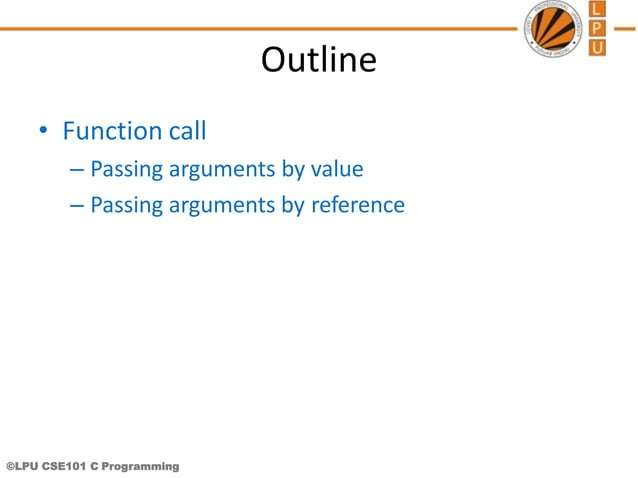 L
P
U
Outline
• Function call
– Passing arguments by value
– Passing arguments by reference
©LPU CSE101 C Programming